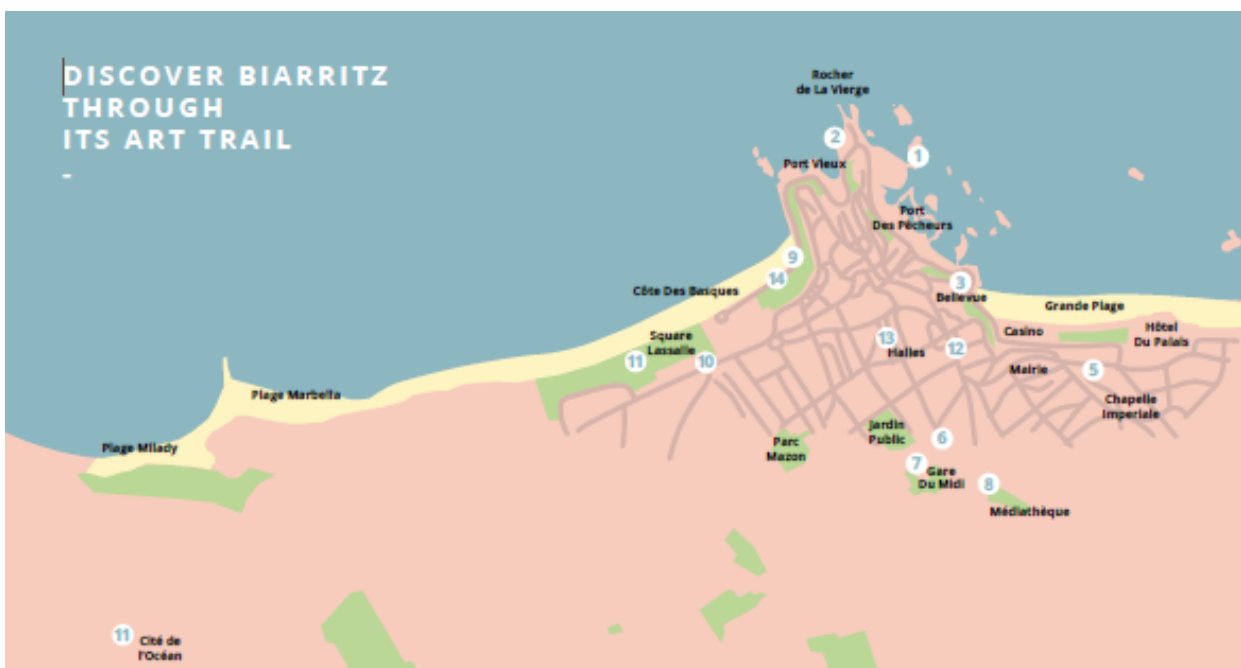 DISCOVER BIARRITZ
THROUGH
ITS ART TRAIL
-
Rocher
de La Vierge
2
1
Port Vieux
Port
Des Pêcheurs
9
14
3
Côte Des Basques
Bellevue
Grande Plage
Square
Lassalle
11
10
13
Halles
12
Casino
Hôtel
Du Palais
Mairie
5
Plage Marbella
Chapelle
Imperiale
Plage Milady
Parc
Mazon
Jardin
Public
6
7
Gare
Du Midi
8
Médiathèque
11
Cité de
l'Océan